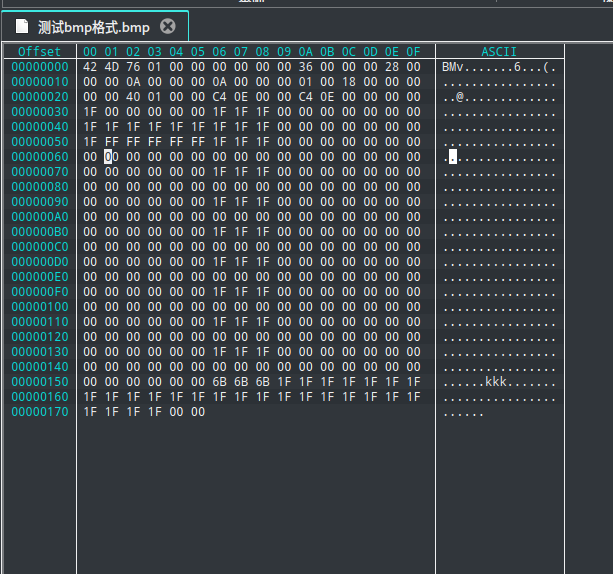 测试bmp格式.bmp
Offset 00 01 02 03 04 05 06 07 08 09 0A 0B 0C 0D 0E 0F ASCII
00000000 42 4D 76 01 00 00 00 00 00 00 36 00 00 00 28 00 BMv.......6...(.
00000010 00 00 0A 00 00 00 0A 00 00 00 01 00 18 00 00 00 ................
00000020 00 00 40 01 00 00 C4 0E 00 00 C4 0E 00 00 00 00 ..@.............
00000030 1F 00 00 00 00 00 1F 1F 1F 00 00 00 00 00 00 00 ................
00000040 1F 1F 1F 1F 1F 1F 1F 1F 1F 00 00 00 00 00 00 00 ................
00000050 1F FF FF FF FF FF 1F 1F 1F 00 00 00 00 00 00 00 ................
00000060 00 00 00 00 00 00 00 00 00 00 00 00 00 00 00 00 ................
00000070 00 00 00 00 00 00 1F 1F 1F 00 00 00 00 00 00 00 ................
00000080 00 00 00 00 00 00 00 00 00 00 00 00 00 00 00 00 ................
00000090 00 00 00 00 00 00 1F 1F 1F 00 00 00 00 00 00 00 ................
000000A0 00 00 00 00 00 00 00 00 00 00 00 00 00 00 00 00 ................
000000B0 00 00 00 00 00 00 1F 1F 1F 00 00 00 00 00 00 00 ................
000000C0 00 00 00 00 00 00 00 00 00 00 00 00 00 00 00 00 ................
000000D0 00 00 00 00 00 00 1F 1F 1F 00 00 00 00 00 00 00 ................
000000E0 00 00 00 00 00 00 00 00 00 00 00 00 00 00 00 00 ................
000000F0 00 00 00 00 00 00 1F 1F 1F 00 00 00 00 00 00 00 ................
00000100 00 00 00 00 00 00 00 00 00 00 00 00 00 00 00 00 ................
00000110 00 00 00 00 00 00 1F 1F 1F 00 00 00 00 00 00 00 ................
00000120 00 00 00 00 00 00 00 00 00 00 00 00 00 00 00 00 ................
00000130 00 00 00 00 00 00 1F 1F 1F 00 00 00 00 00 00 00 ................
00000140 00 00 00 00 00 00 00 00 00 00 00 00 00 00 00 00 ................
00000150 00 00 00 00 00 00 6B 6B 6B 1F 1F 1F 1F 1F 1F 1F ......kkk.......
00000160 1F 1F 1F 1F 1F 1F 1F 1F 1F 1F 1F 1F 1F 1F 1F 1F ................
00000170 1F 1F 1F 1F 00 00 ......